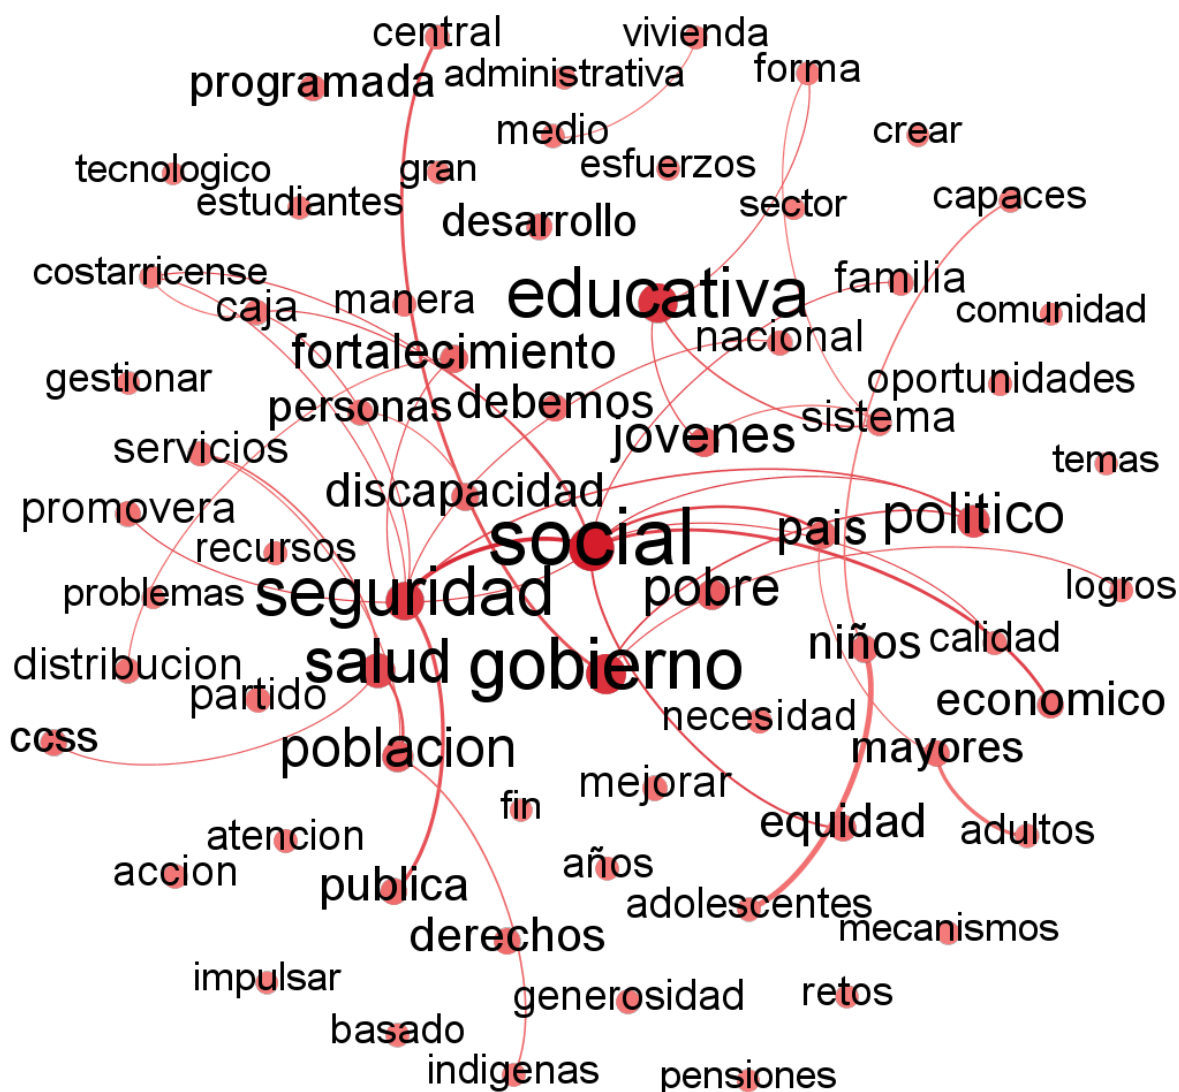 central
vivienda
programada
administrativa
forma
medio
crear
tecnologico
gran
esfuerzos
estudiantes
sector
capaces
desarrollo
costarricense
educativa
familia
caja
manera
comunidad
fortalecimiento
nacional
gestionar
personas
debemos
oportunidades
servicios
jovenes
sistema
temas
promovera
discapacidad
social
pais
politico
recursos
problemas
seguridad
pobre
logros
distribucion
salud
gobierno
niños
calidad
partido
necesidad
economico
ccss
poblacion
mayores
mejorar
fin
equidad
adultos
atencion
accion
años
publica
adolescentes
mecanismos
derechos
impulsar
generosidad
retos
basado
indigenas
pensiones